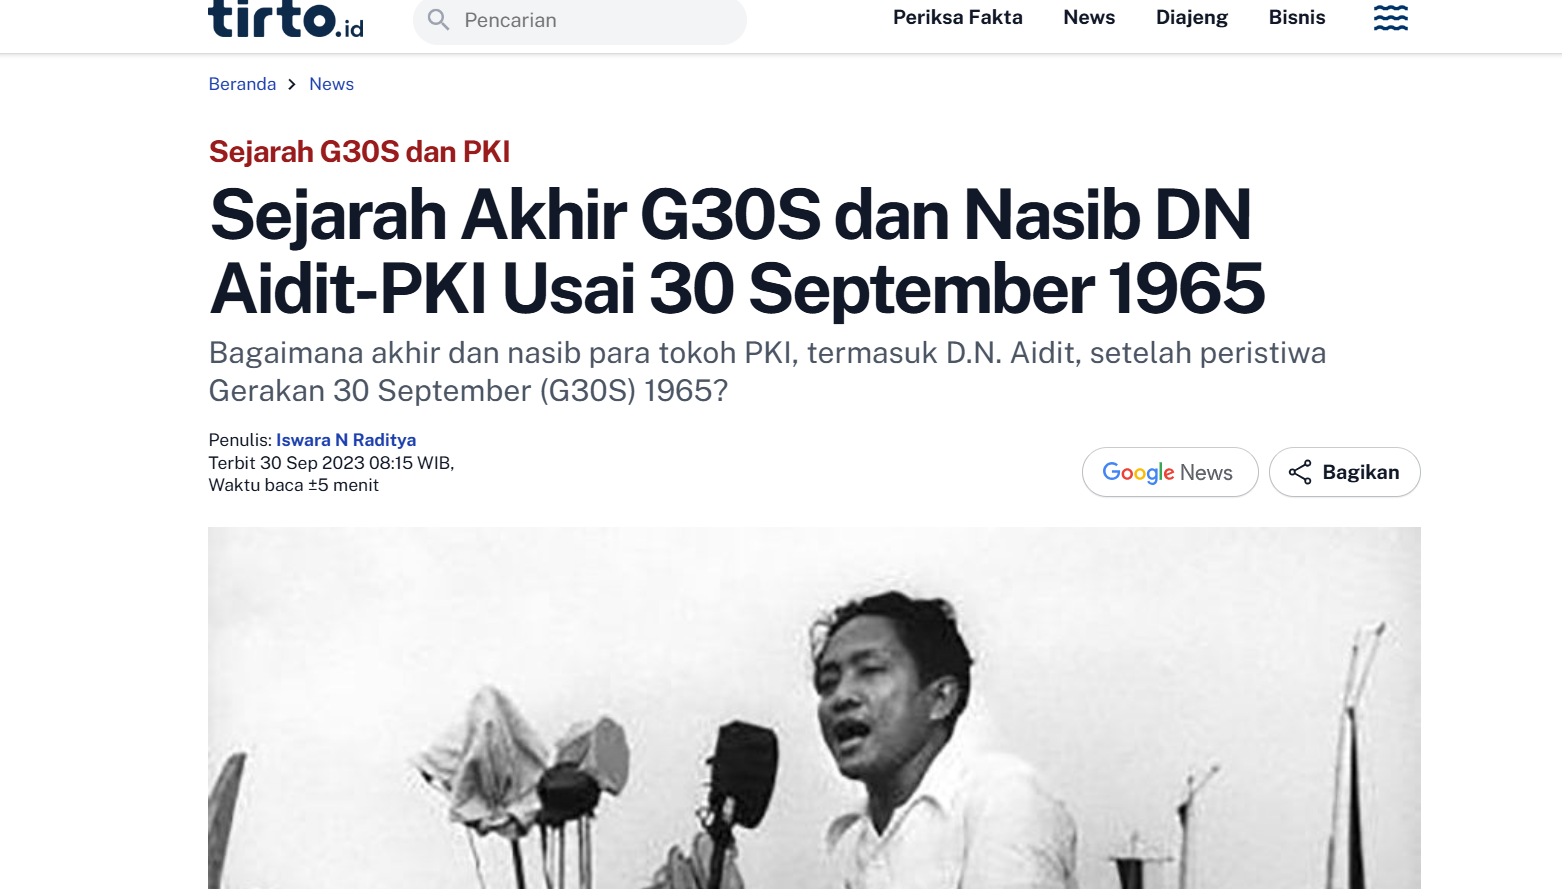 tirto.id
Pencarian
Periksa Fakta
News
Diajeng
Bisnis
Beranda > News
Sejarah G30S dan PKI
Sejarah Akhir G30S dan Nasib DN
Aidit-PKI Usai 30 September 1965
Bagaimana akhir dan nasib para tokoh PKI, termasuk D.N. Aidit, setelah peristiwa
Gerakan 30 September (G30S) 1965?
Penulis: Iswara N Raditya
Terbit 30 Sep 2023 08:15 WIB,
Waktu baca ±5 menit
Google News
Bagikan